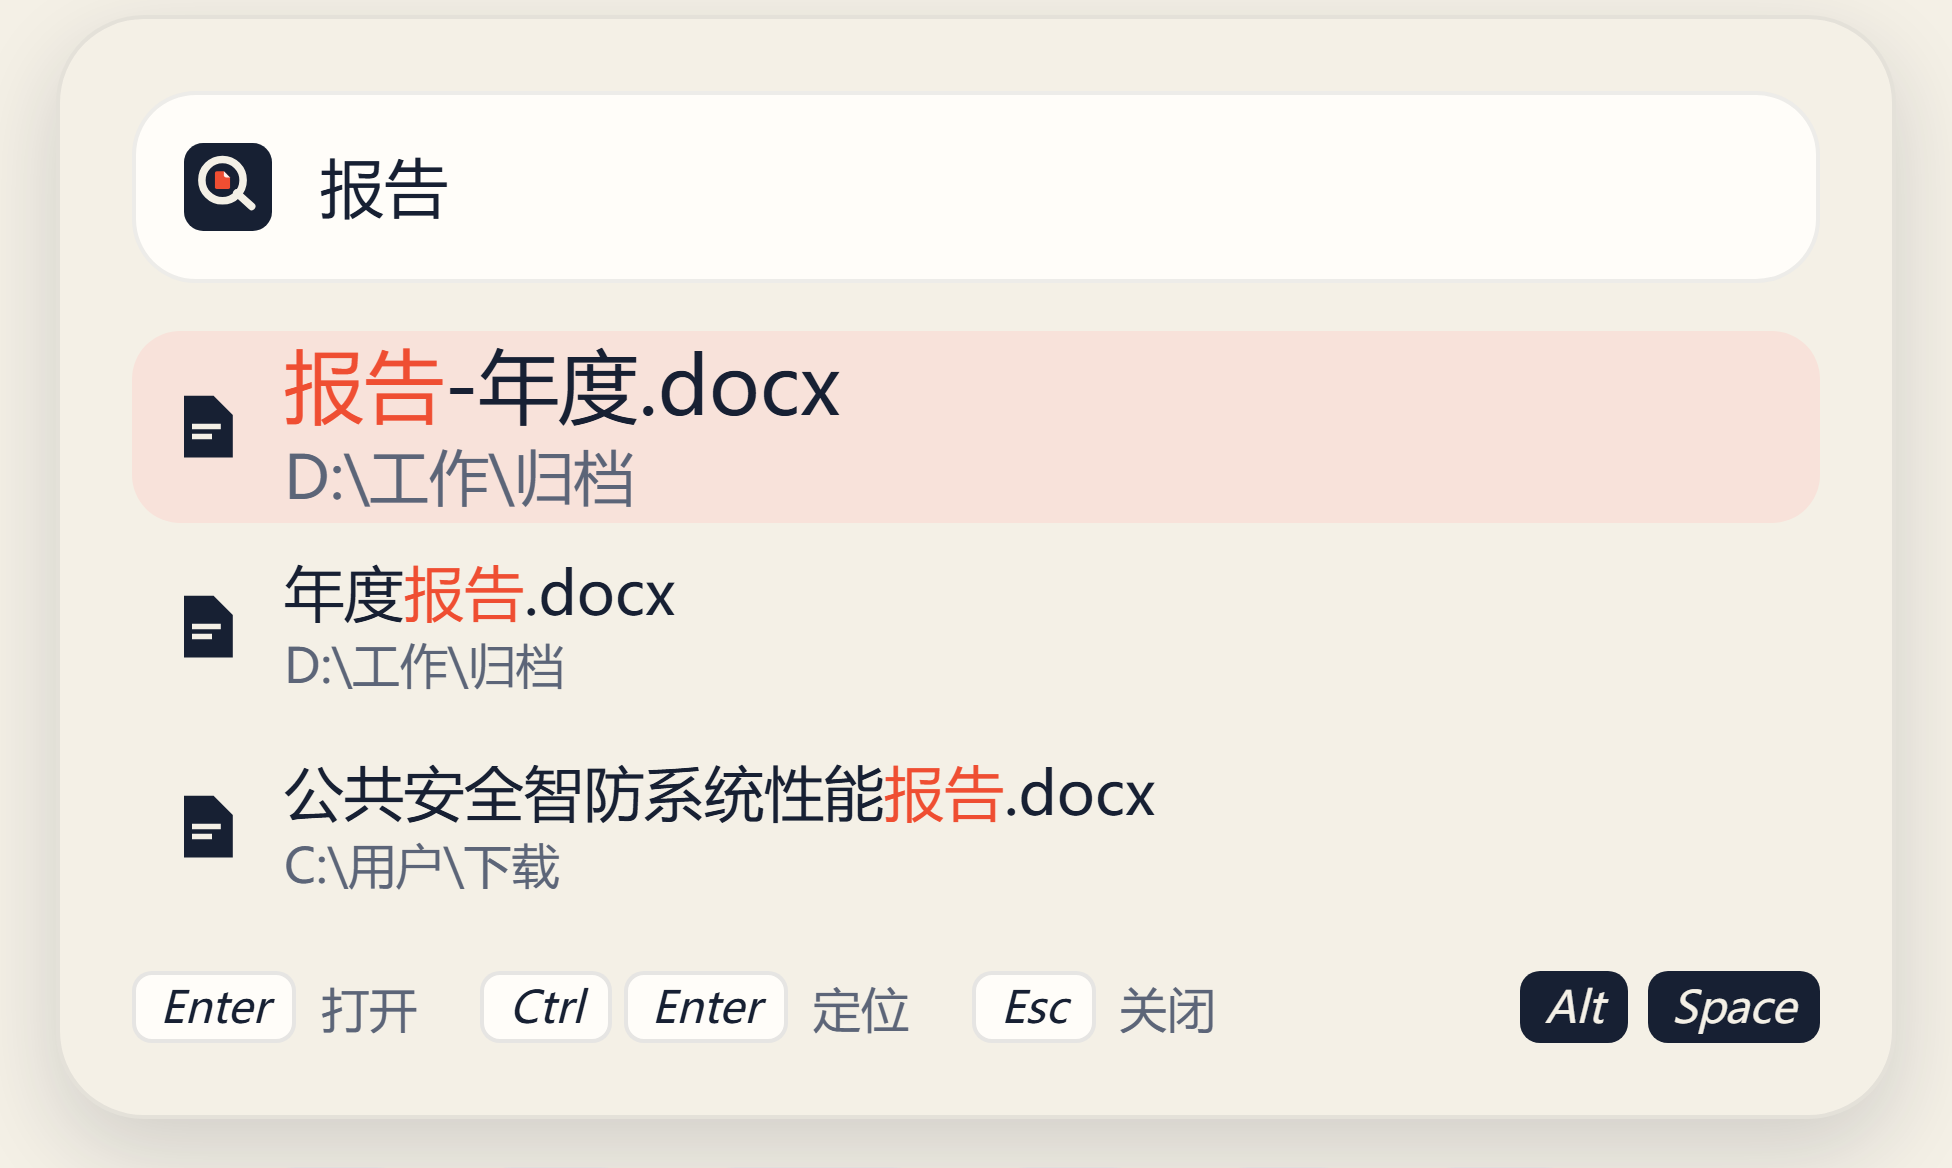 报告
报告-年度.docx
D:\工作\归档
年度报告.docx
D:\工作\归档
公共安全智防系统性能报告.docx
C:\用户\下载
Enter 打开 Ctrl Enter 定位 Esc 关闭 Alt Space